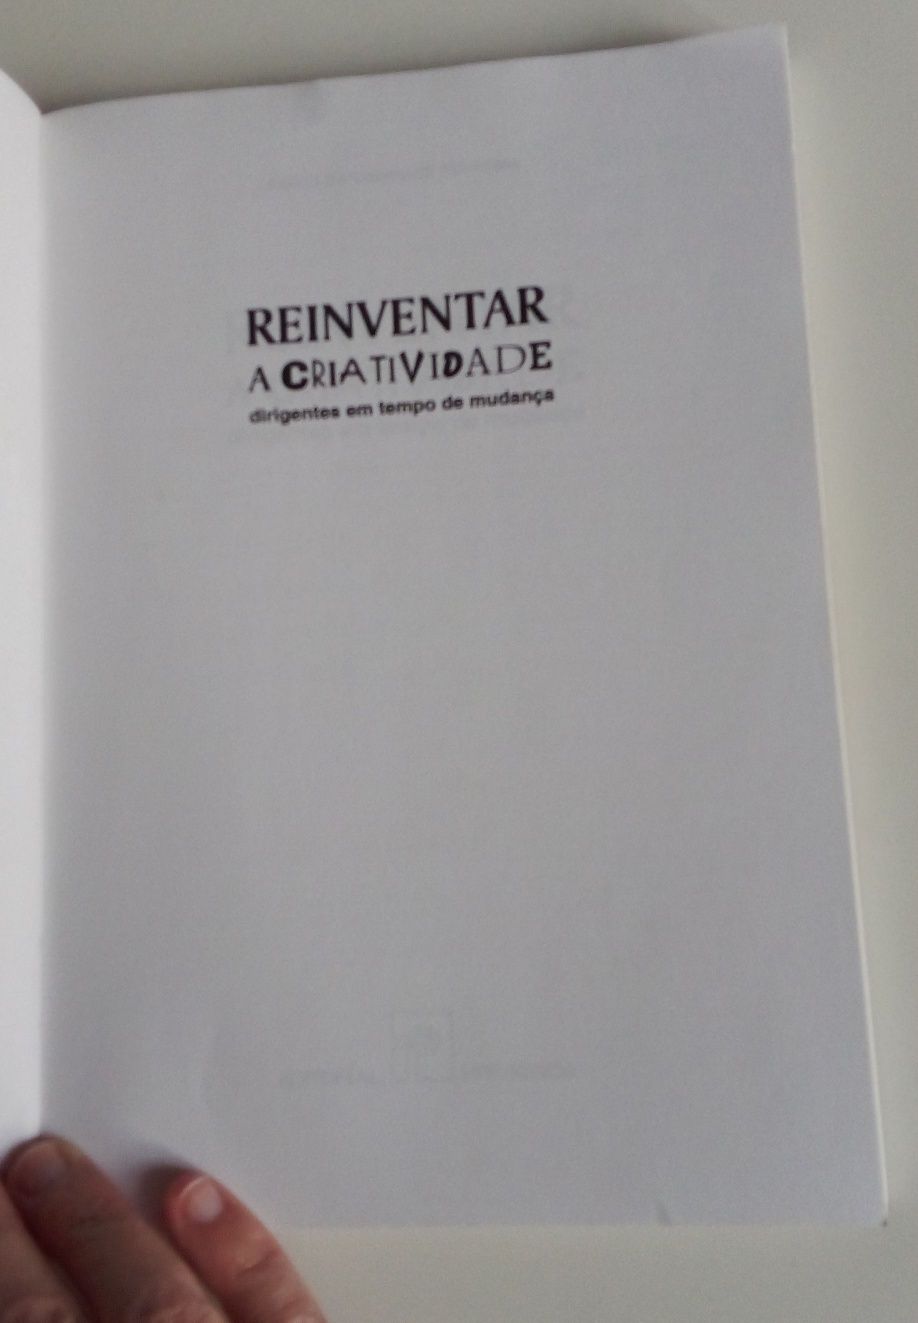 REINVENTAR
A CRIATIVIDADE
dirigentes em tempo de mudança